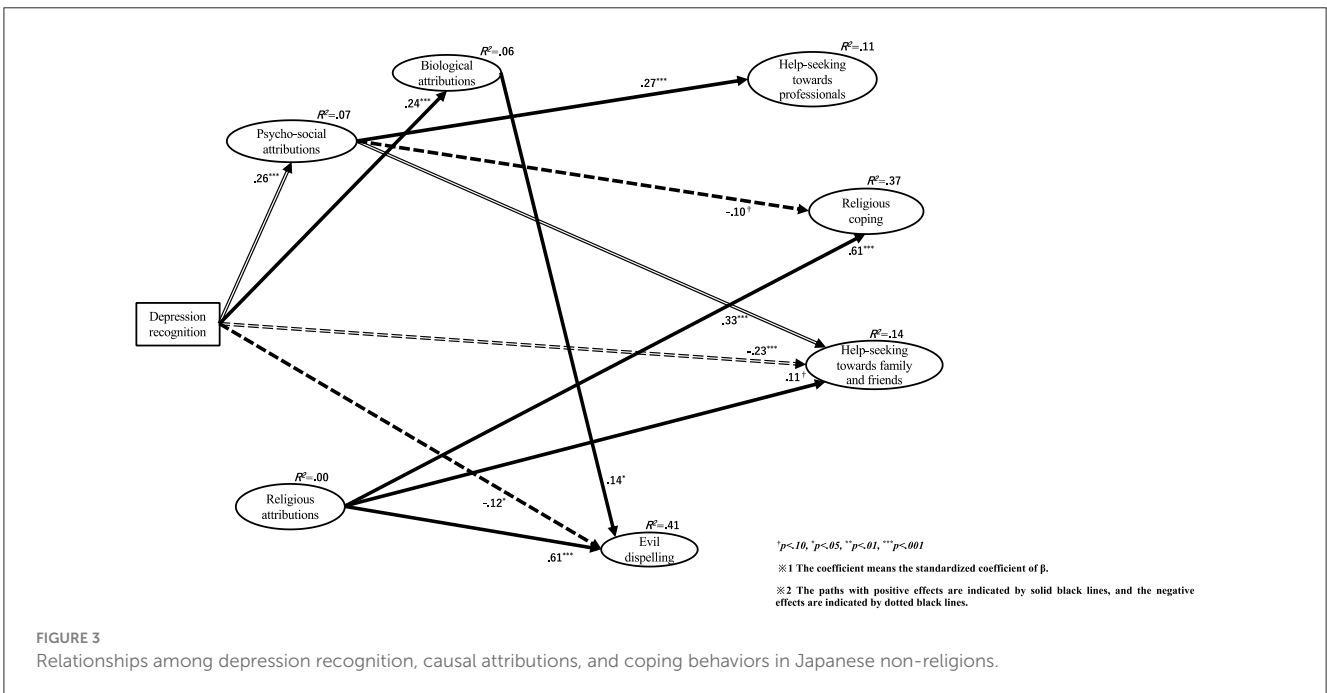 R²=.06
Biological
attributions
R²=.11
Help-seeking
towards
professionals
.27***
.24***
R²=.07
Psycho-social
attributions
.26***
R²=.37
Religious
coping
-.10†
.61***
Depression
recognition
.33***
R²=.14
Help-seeking
towards family
and friends
-.23***
.11†
R²=.00
Religious
attributions
-.12*
.14*
.61***
R²=.41
Evil
dispelling
†p<.10, *p<.05, **p<.01, ***p<.001
※1 The coefficient means the standardized coefficient of β.
※2 The paths with positive effects are indicated by solid black lines, and the negative
effects are indicated by dotted black lines.
FIGURE 3
Relationships among depression recognition, causal attributions, and coping behaviors in Japanese non-religions.